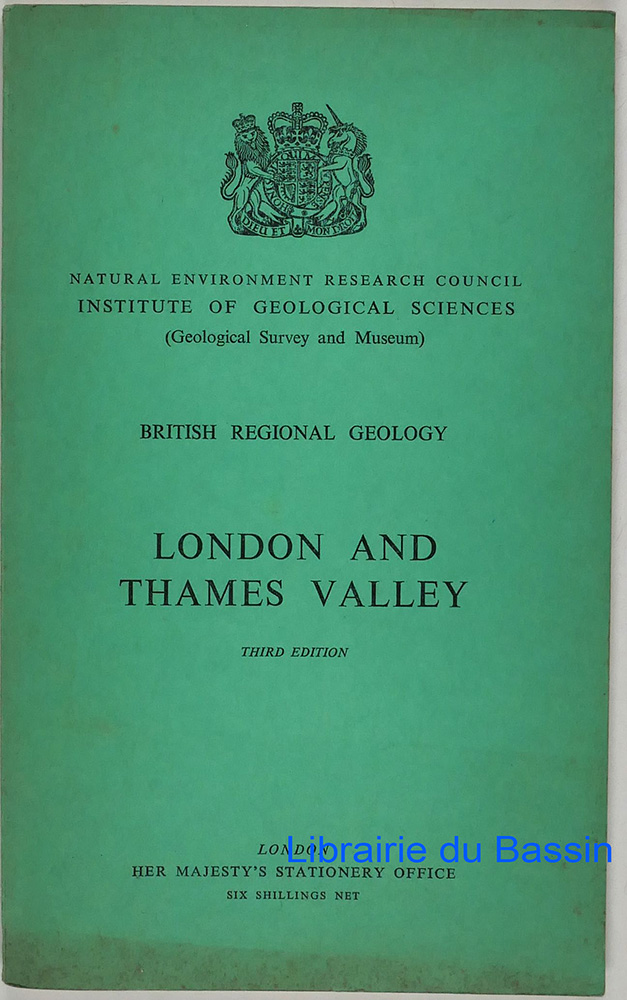 DIEU ET MON DROIT
NATURAL ENVIRONMENT RESEARCH COUNCIL
INSTITUTE OF GEOLOGICAL SCIENCES
(Geological Survey and Museum)
BRITISH REGIONAL GEOLOGY
LONDON AND
THAMES VALLEY
THIRD EDITION
LONDON
Librairie du Bassin
HER MAJESTY'S STATIONERY OFFICE
SIX SHILLINGS NET